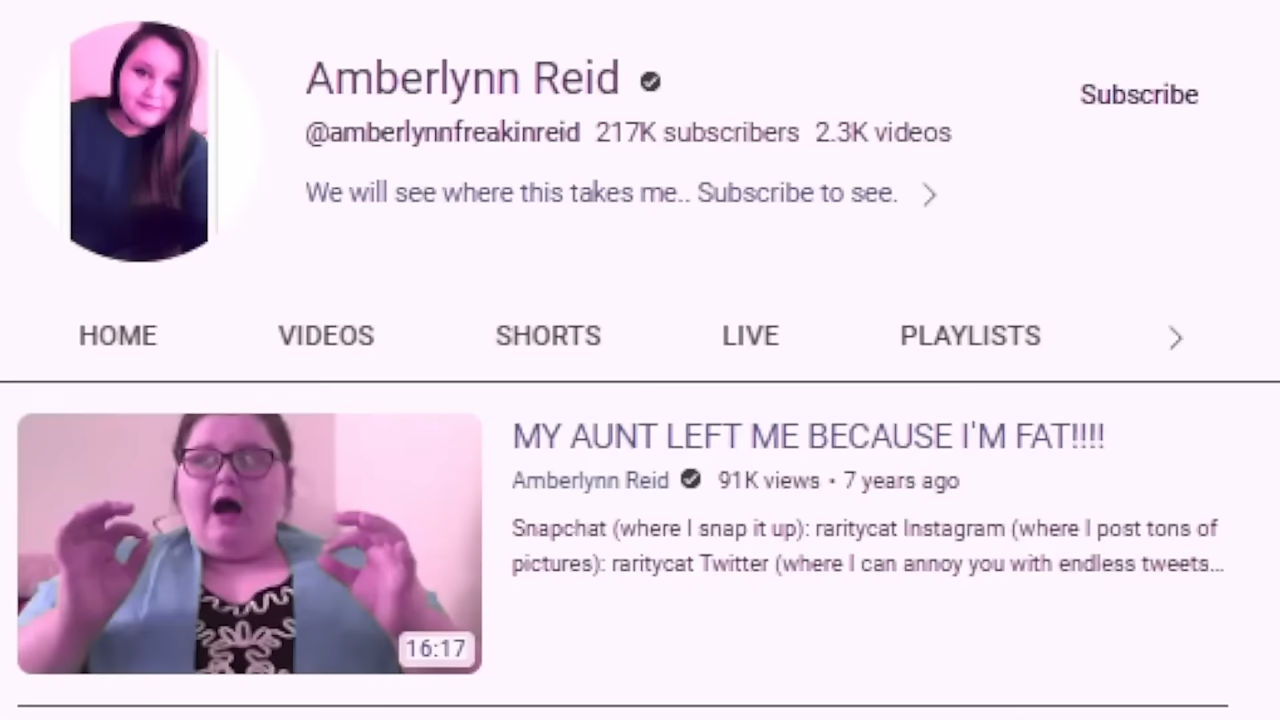 Amberlynn Reid
Subscribe
@amberlynnfreakinreid 217K subscribers 2.3K videos
We will see where this takes me.. Subscribe to see.
HOME VIDEOS SHORTS LIVE PLAYLISTS
MY AUNT LEFT ME BECAUSE I'M FAT!!!!
Amberlynn Reid 91K views • 7 years ago
Snapchat (where I snap it up): raritycat Instagram (where I post tons of
pictures): raritycat Twitter (where I can annoy you with endless tweets...
16:17